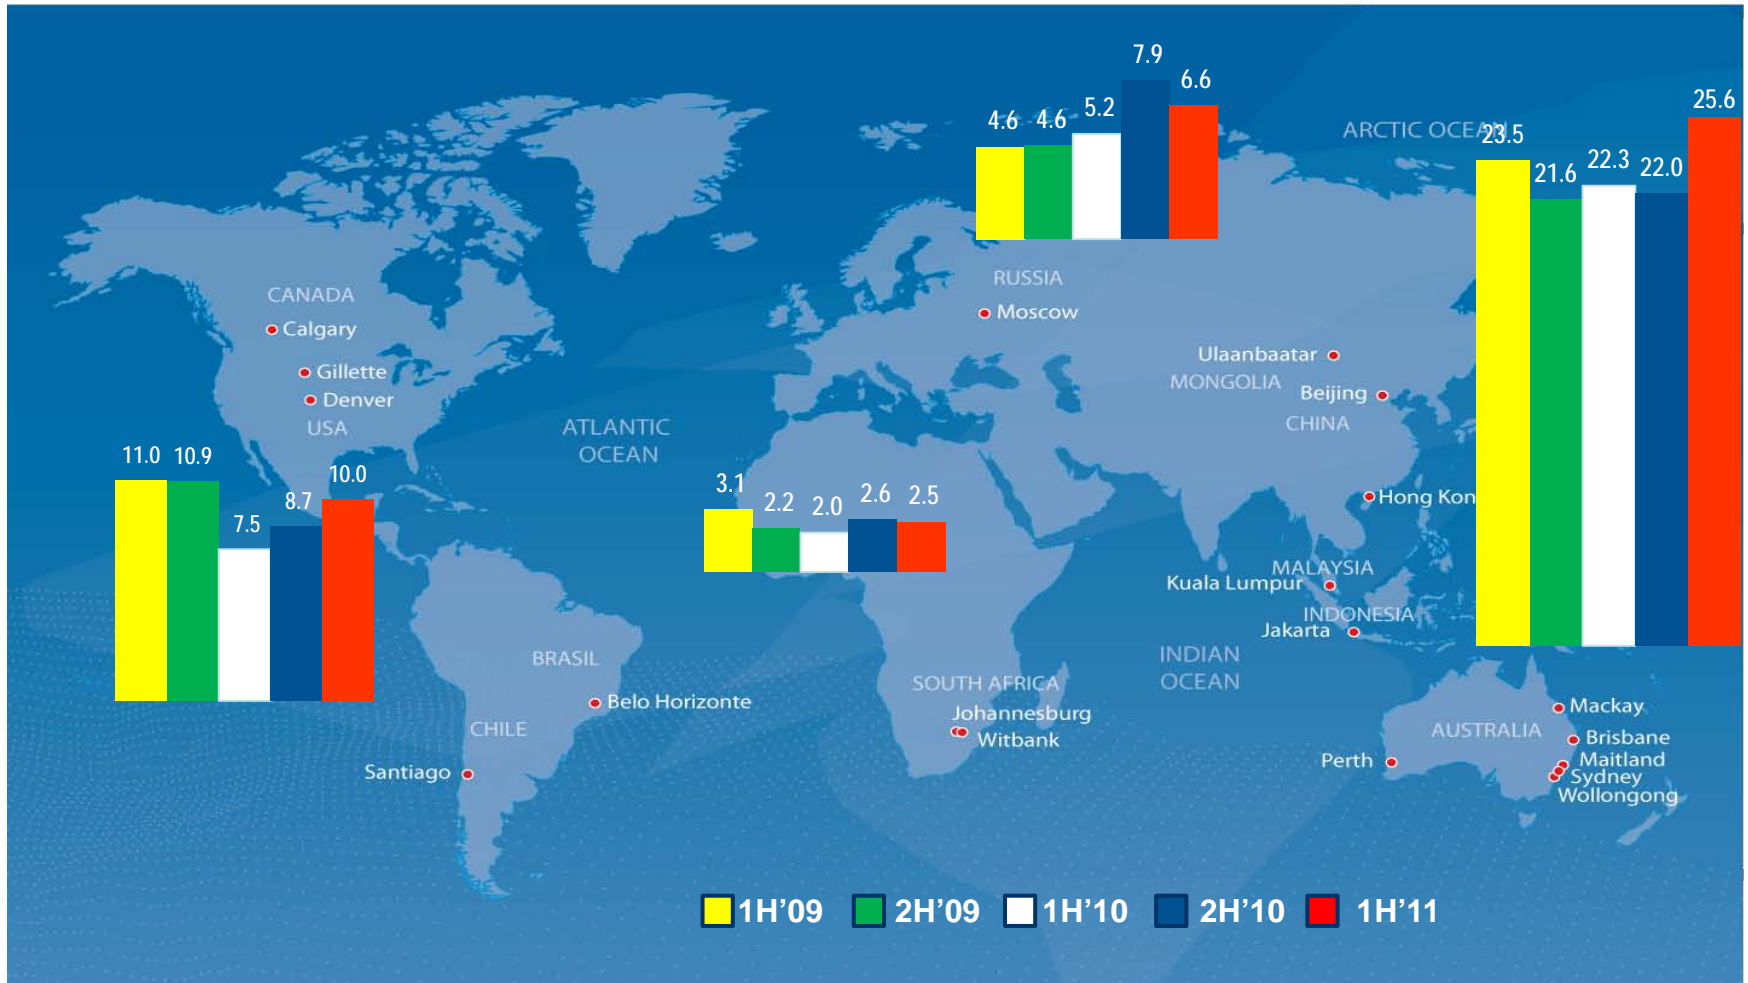 7.9
6.6
5.2
4.6
4.6
25.6
ARCTIC OCEAN
23.5
22.3
22.0
21.6
CANADA
Calgary
Gillette
Denver
USA
RUSSIA
Moscow
Ulaanbaatar
MONGOLIA
Beijing
CHINA
ATLANTIC
OCEAN
11.0
10.9
10.0
8.7
7.5
3.1
2.2
2.0
2.6
2.5
Hong Kon
MALAYSIA
Kuala Lumpur
INDONESIA
Jakarta
INDIAN
OCEAN
BRASIL
Belo Horizonte
CHILE
Santiago
SOUTH AFRICA
Johannesburg
Witbank
Mackay
AUSTRALIA
Brisbane
Perth
Maitland
Sydney
Wollongong
1H’09 2H’09 1H’10 2H’10 1H’11